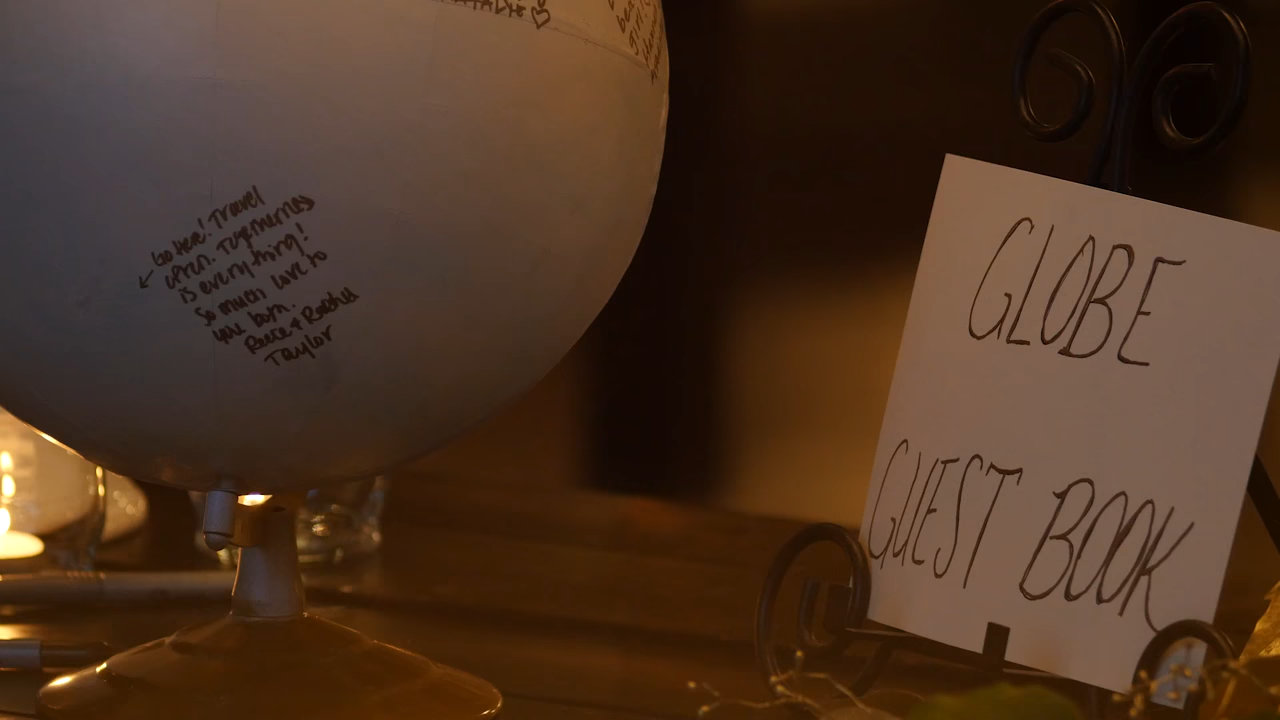 NATALIE♡
Go Here! Travel
often. Togetherness
is everything!
So much love to
you both.
Reece + Rachel
Taylor
GLOBE
GUEST BOOK